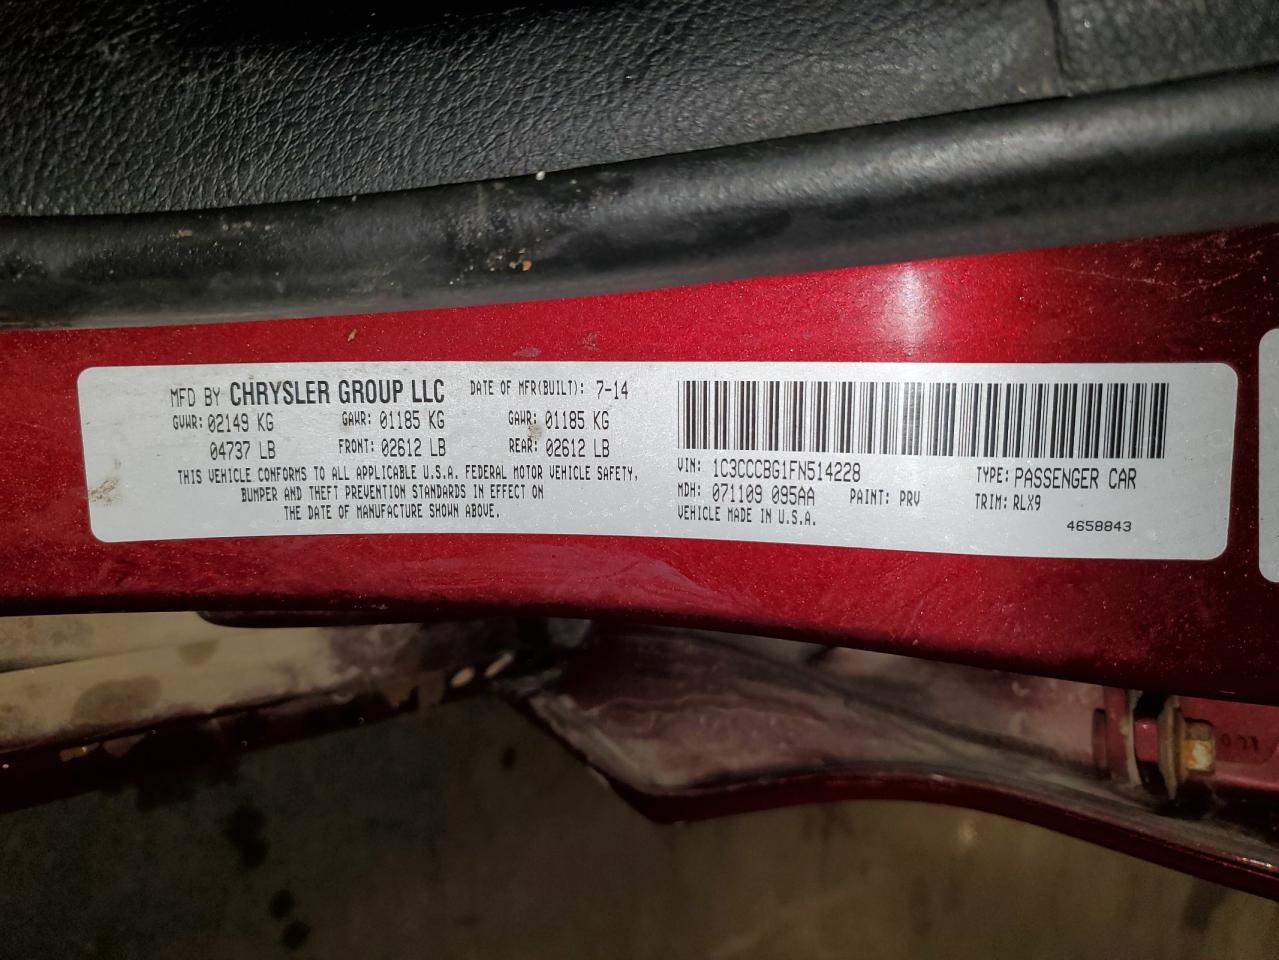 MFD BY CHRYSLER GROUP LLC DATE OF MFR(BUILT): 7-14
GVWR: 02149 KG GAWR: 01185 KG GAWR: 01185 KG
04737 LB FRONT: 02612 LB REAR: 02612 LB
THIS VEHICLE CONFORMS TO ALL APPLICABLE U.S.A. FEDERAL MOTOR VEHICLE SAFETY,
BUMPER AND THEFT PREVENTION STANDARDS IN EFFECT ON
THE DATE OF MANUFACTURE SHOWN ABOVE.
VIN: 1C3CCCBG1FN514228 TYPE: PASSENGER CAR
MDH: 071109 095AA PAINT: PRV TRIM: RLX9
VEHICLE MADE IN U.S.A. 4658843